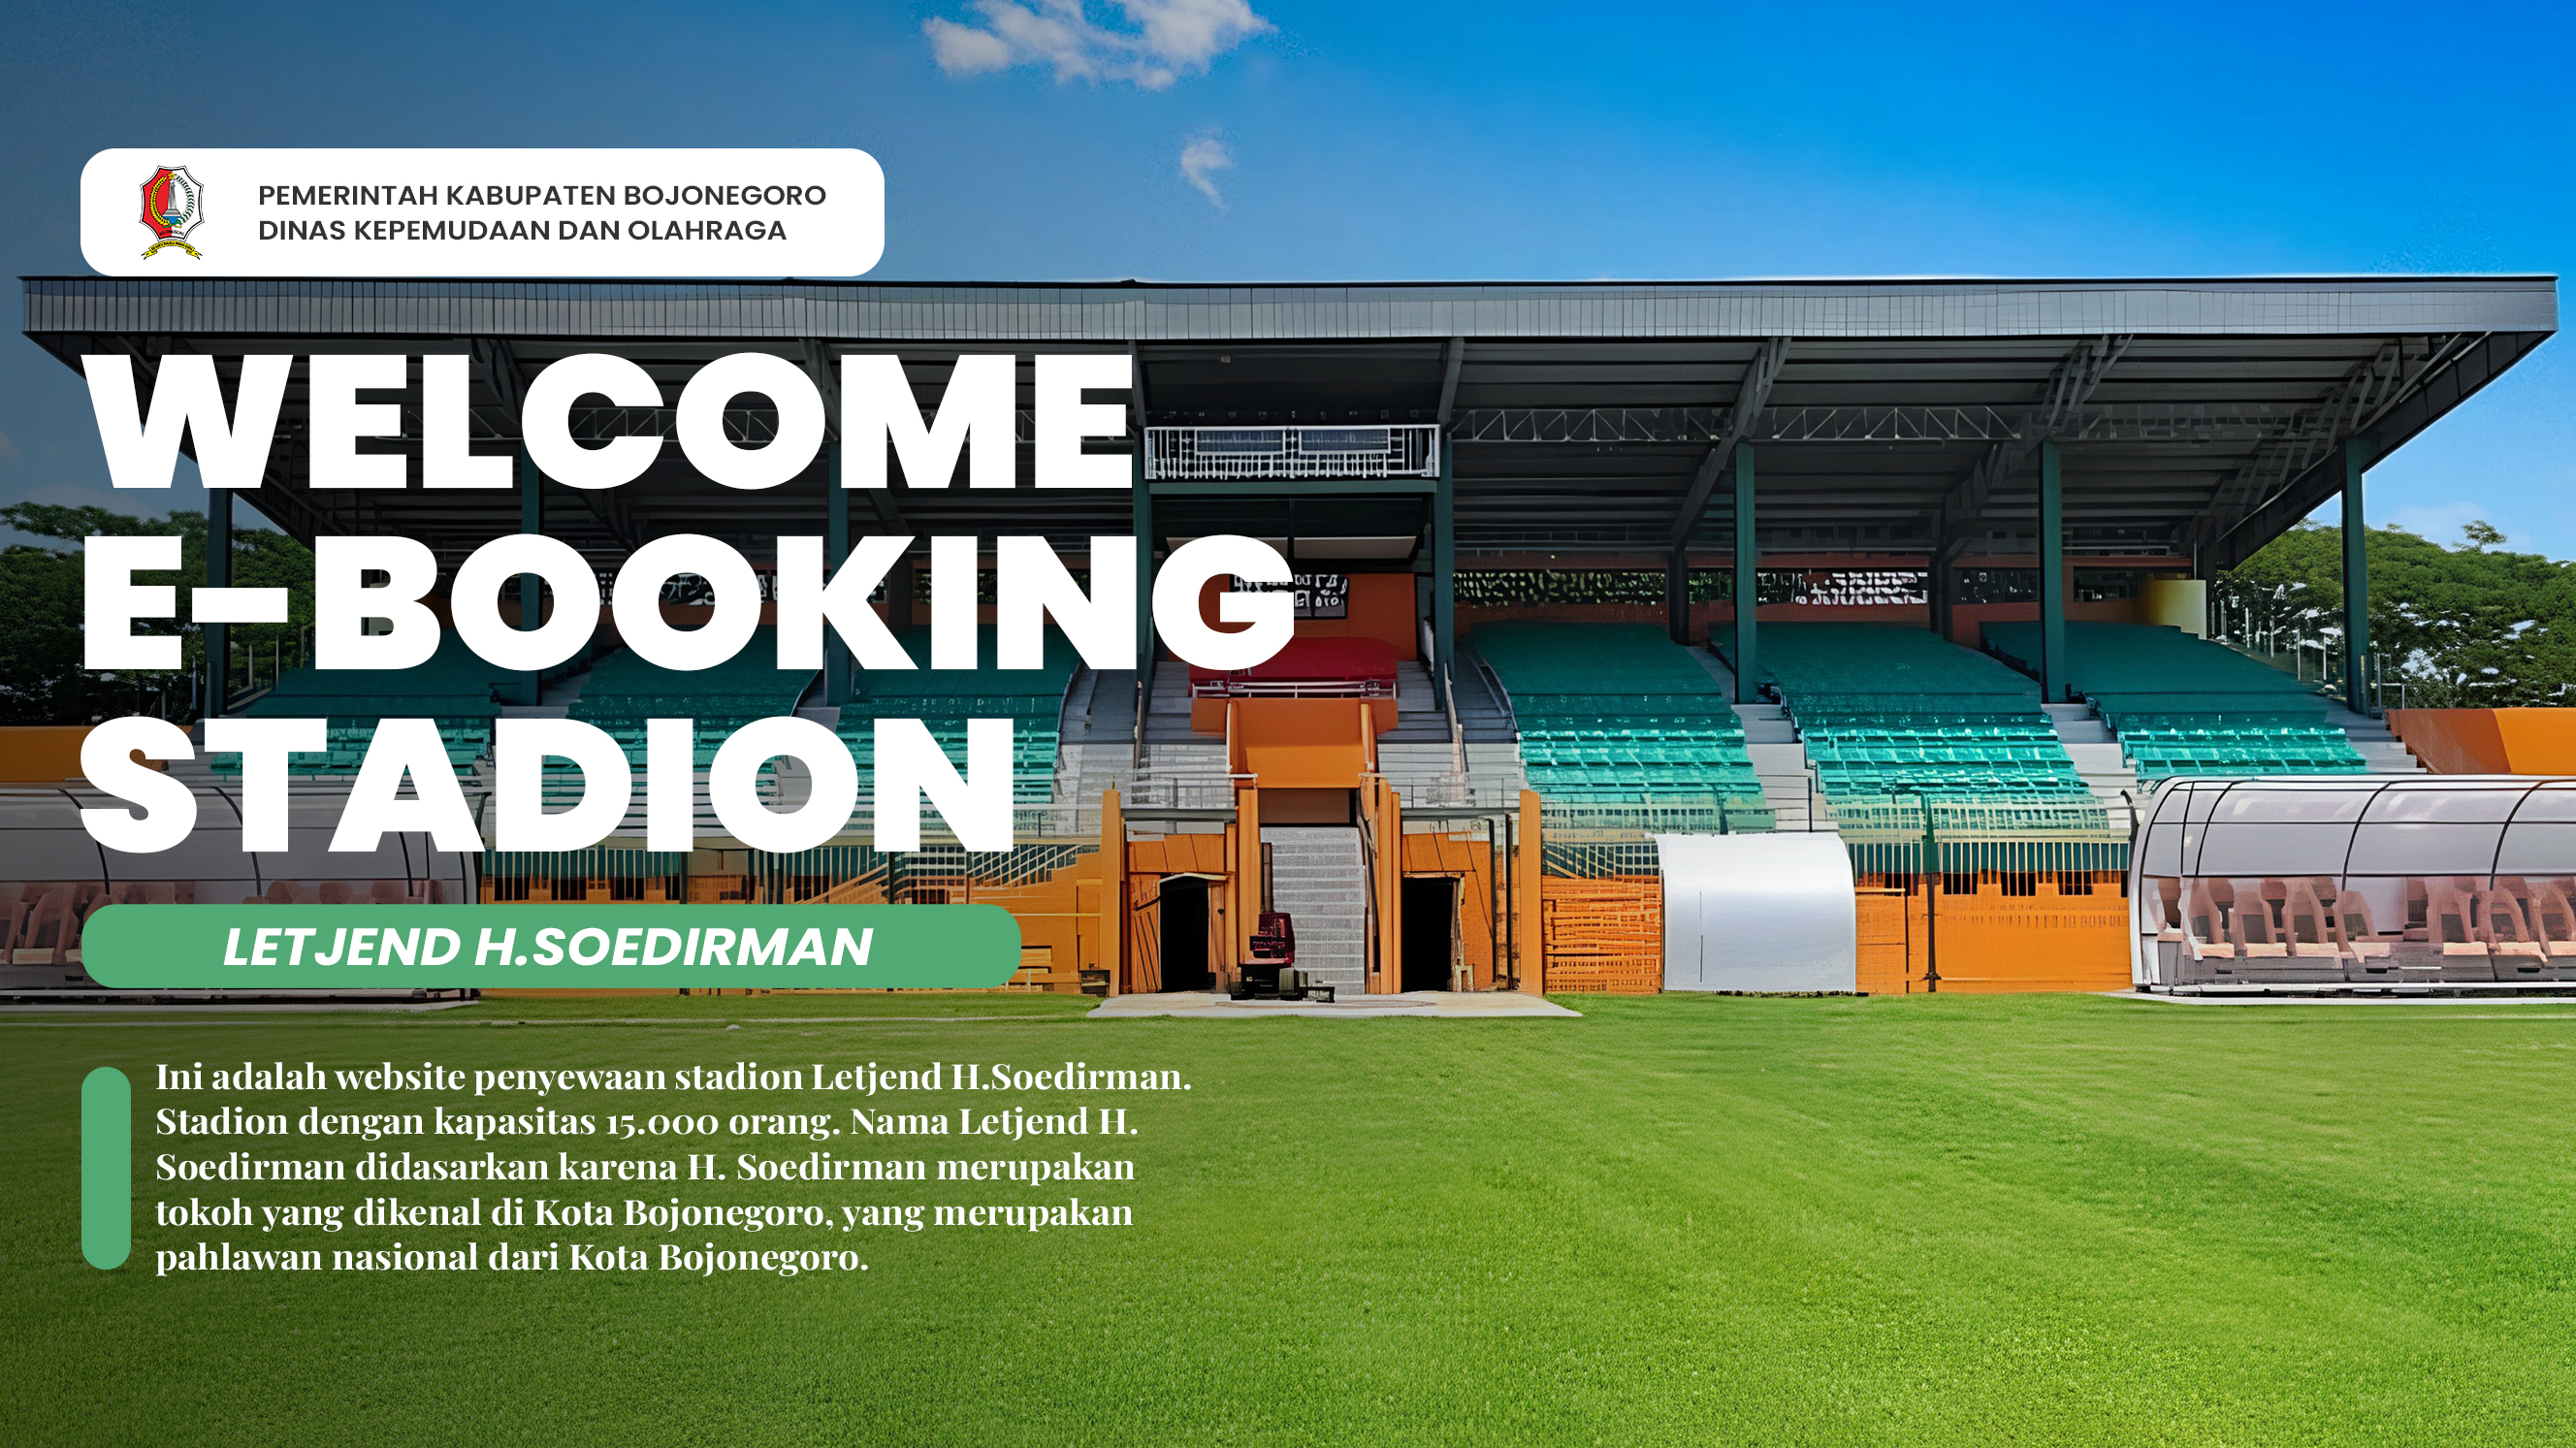 PEMERINTAH KABUPATEN BOJONEGORO
DINAS KEPEMUDAAN DAN OLAHRAGA
WELCOME
E-BOOKING
STADION
LETJEND H.SOEDIRMAN
Ini adalah website penyewaan stadion Letjend H.Soedirman.
Stadion dengan kapasitas 15.000 orang. Nama Letjend H.
Soedirman didasarkan karena H. Soedirman merupakan
tokoh yang dikenal di Kota Bojonegoro, yang merupakan
pahlawan nasional dari Kota Bojonegoro.